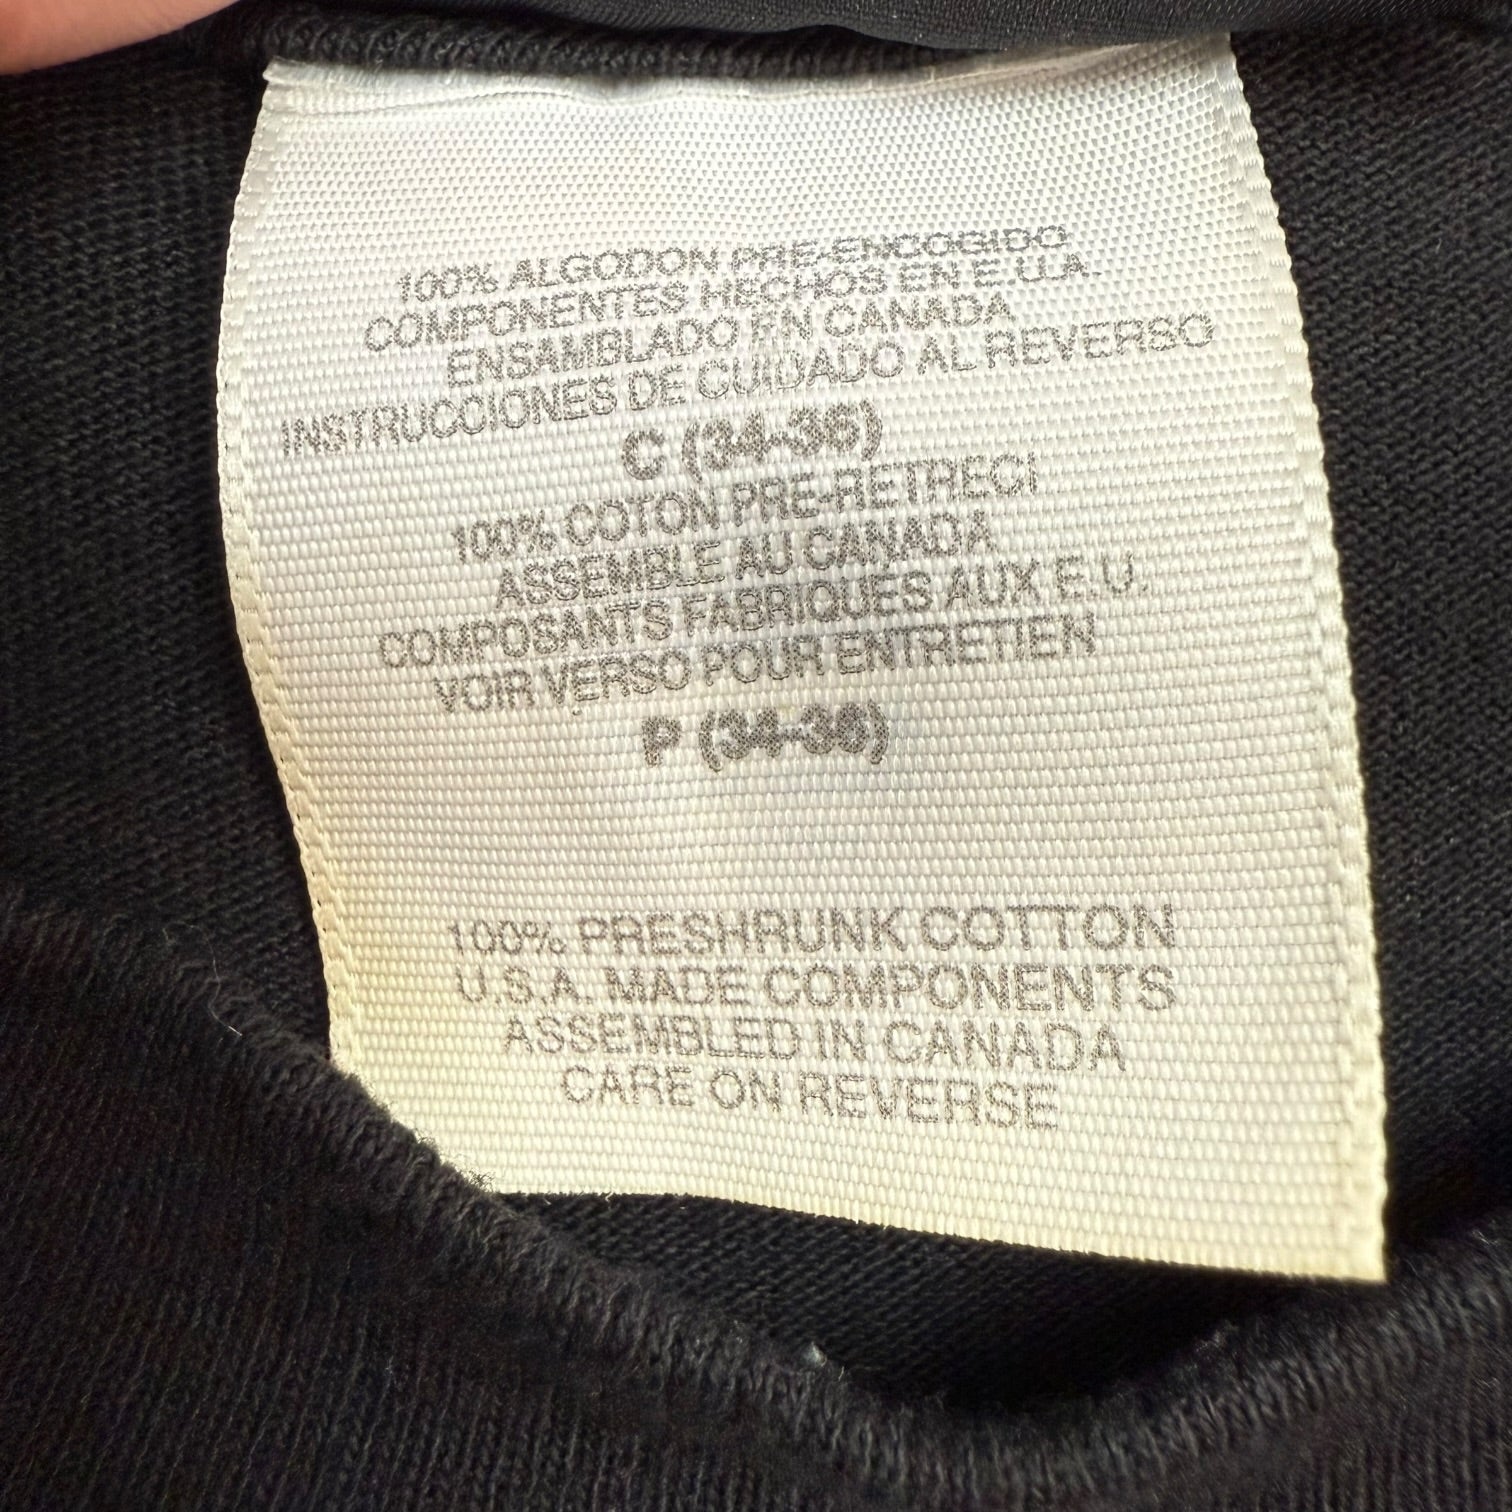 100% ALGODON PRE-ENCOGIDO
COMPONENTES HECHOS EN E.U.A.
ENSAMBLADO EN CANADA
INSTRUCCIONES DE CUIDADO AL REVERSO
C (34-36)
100% COTON PRE-RETRECI
ASSEMBLE AU CANADA
COMPOSANTS FABRIQUES AUX E.U.
VOIR VERSO POUR ENTRETIEN
P (34-36)
100% PRESHRUNK COTTON
U.S.A. MADE COMPONENTS
ASSEMBLED IN CANADA
CARE ON REVERSE